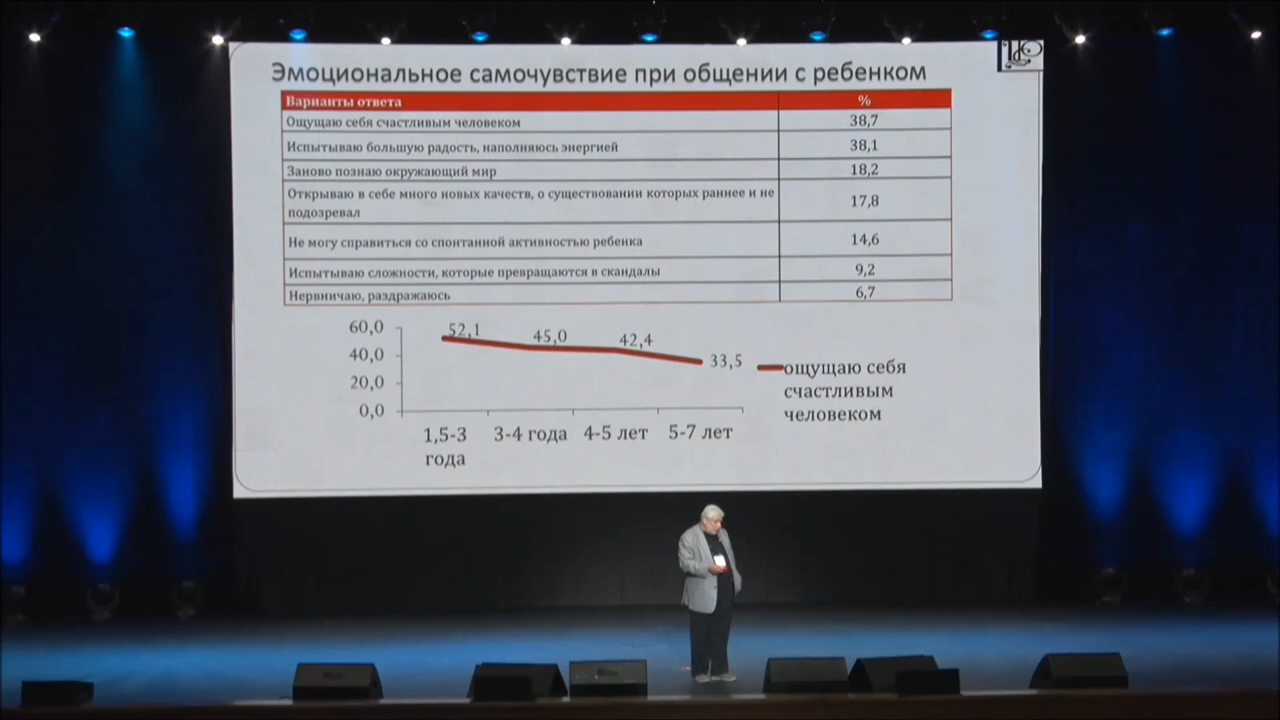 Эмоциональное самочувствие при общении с ребенком
Варианты ответа %
Ощущаю себя счастливым человеком 38,7
Испытываю большую радость, наполняюсь энергией 38,1
Заново познаю окружающий мир 18,2
Открываю в себе много новых качеств, о существовании которых раннее и не
подозревал 17,8
Не могу справиться со спонтанной активностью ребенка 14,6
Испытываю сложности, которые превращаются в скандалы 9,2
Нервничаю, раздражаюсь 6,7
60,0
40,0
20,0
0,0
52,1
45,0
42,4
33,5
1,5-3
года
3-4 года
4-5 лет
5-7 лет
ощущаю себя
счастливым
человеком